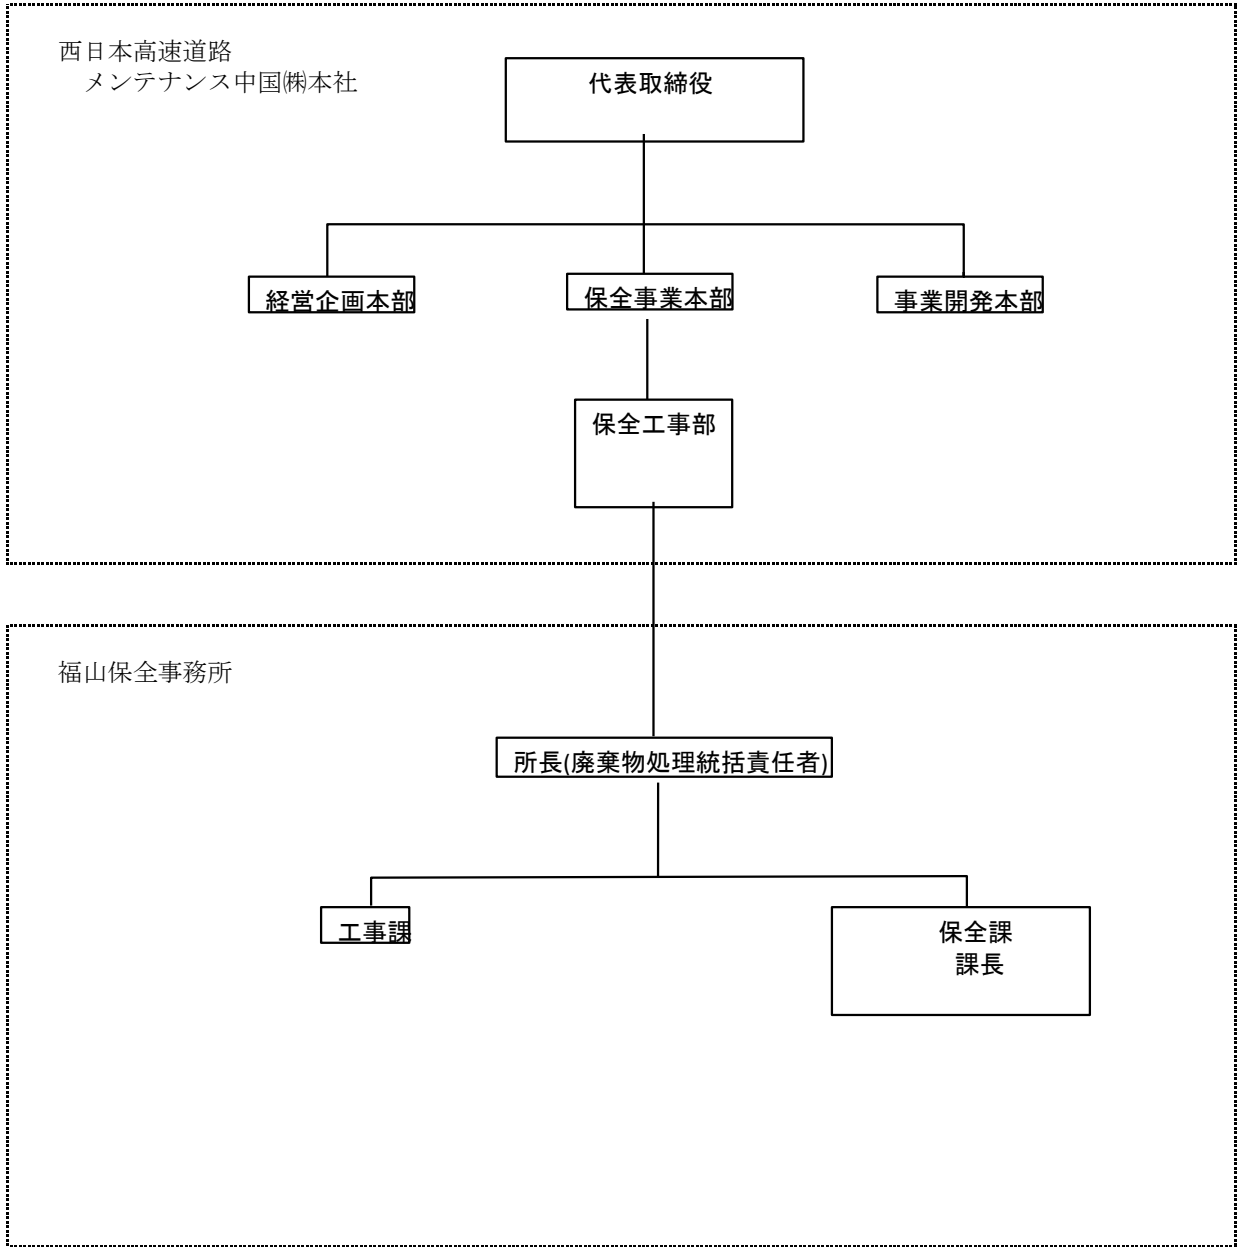 西日本高速道路
メンテナンス中国㈱本社
代表取締役
経営企画本部
保全事業本部
事業開発本部
保全工事部
福山保全事務所
所長(廃棄物処理統括責任者)
工事課
保全課
課長